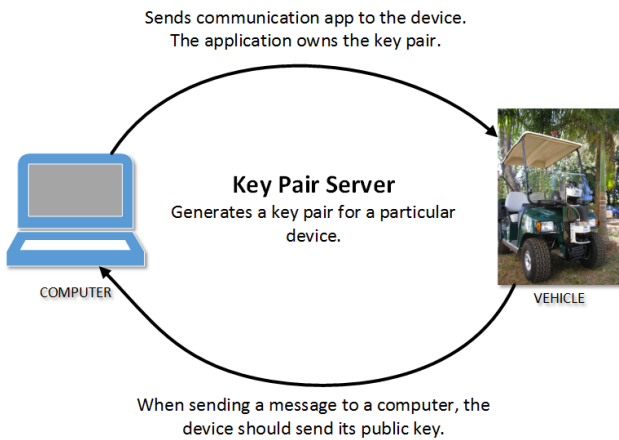 Sends communication app to the device.
The application owns the key pair.
Key Pair Server
Generates a key pair for a particular
device.
COMPUTER
VEHICLE
When sending a message to a computer, the
device should send its public key.